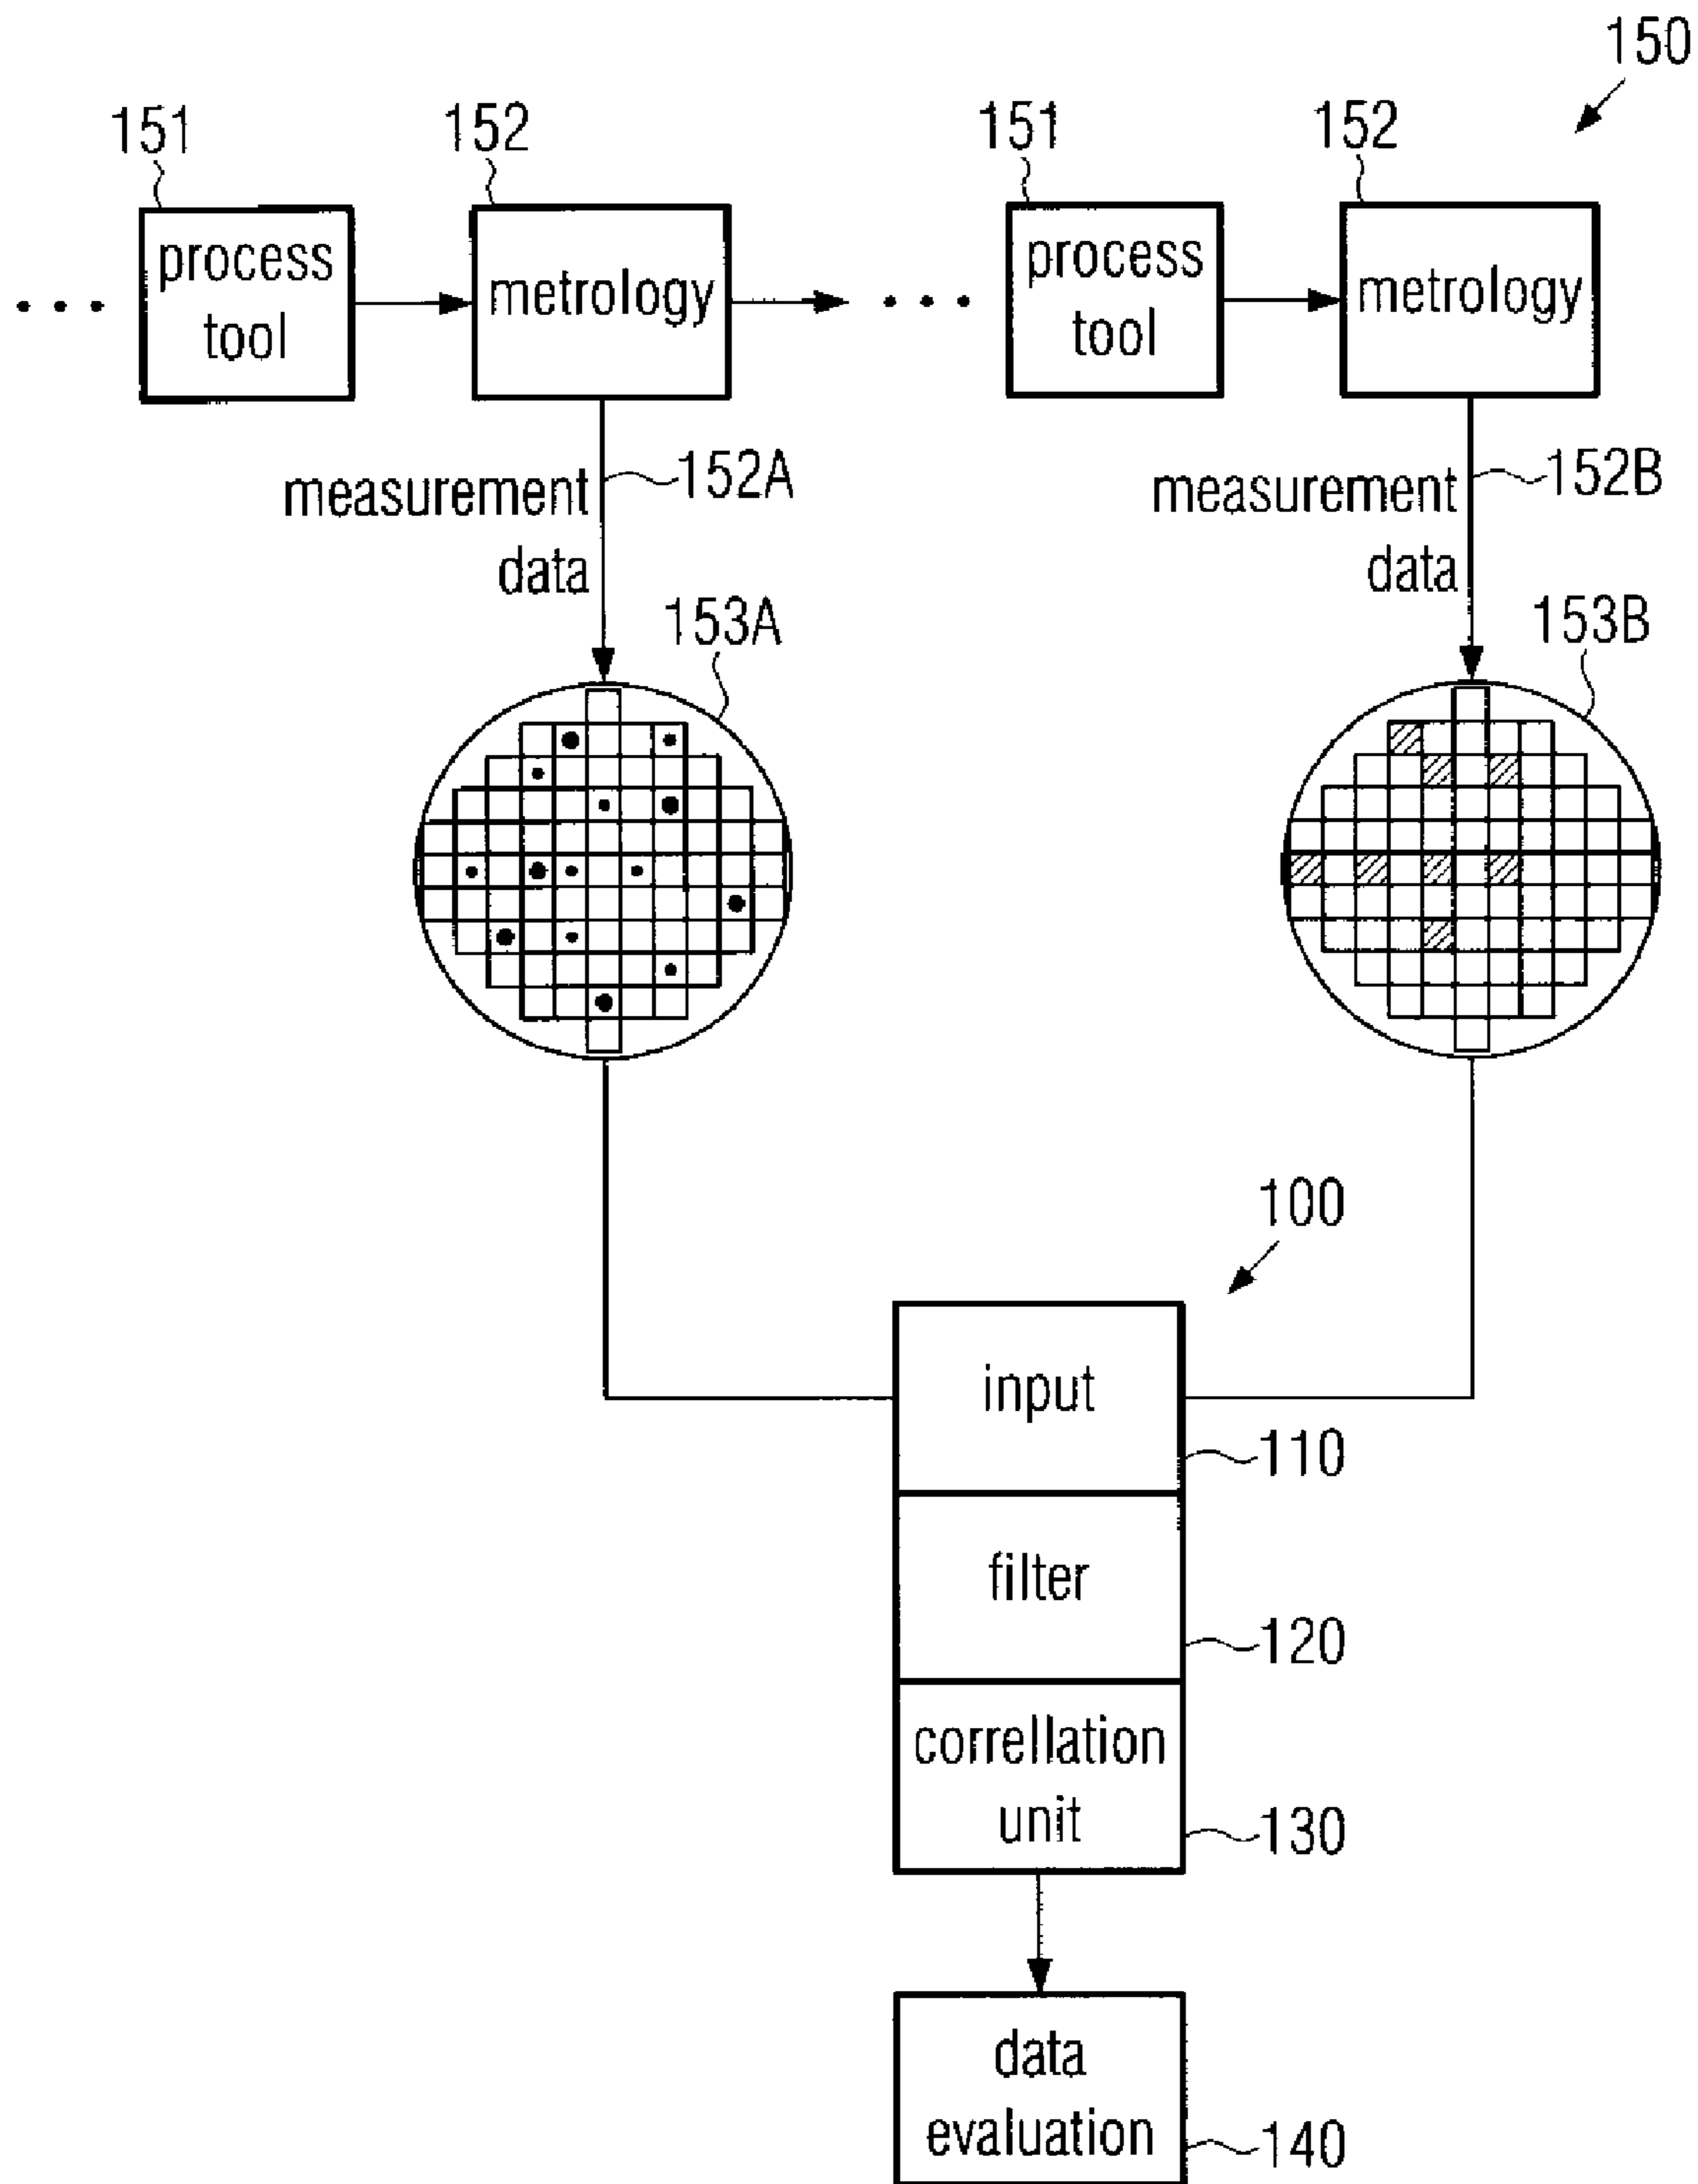 150
151
152
151
152
process
tool
metrology
process
tool
metrology
measurement
data
152A
measurement
data
152B
153A
153B
100
input
110
filter
120
correllation
unit
130
data
evaluation
140